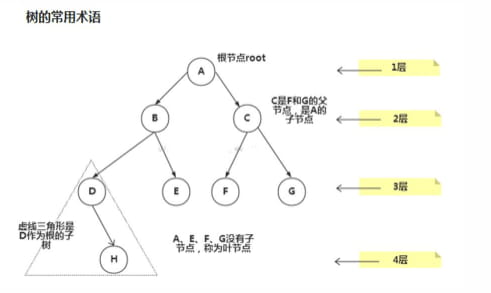 树的常用术语
根节点root
A
1层
B
C
C是F和G的父
节点，是A的
子节点
2层
D
E
F
G
3层
虚线三角形是
D作为根的子
树
H
A、E、F、G没有子
节点，称为叶节点
4层